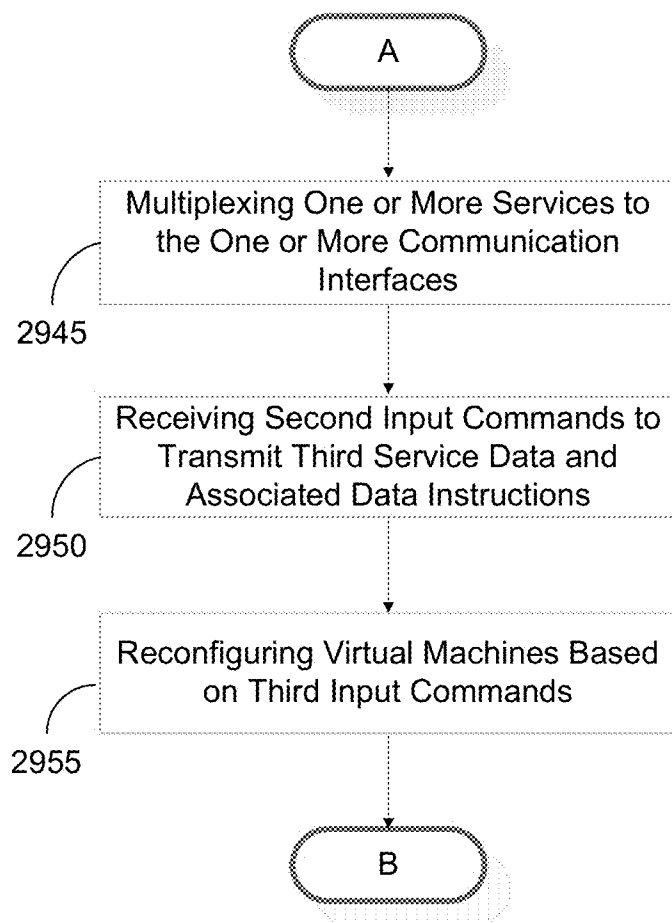 A
Multiplexing One or More Services to
the One or More Communication
Interfaces
2945
Receiving Second Input Commands to
Transmit Third Service Data and
Associated Data Instructions
2950
Reconfiguring Virtual Machines Based
on Third Input Commands
2955
B